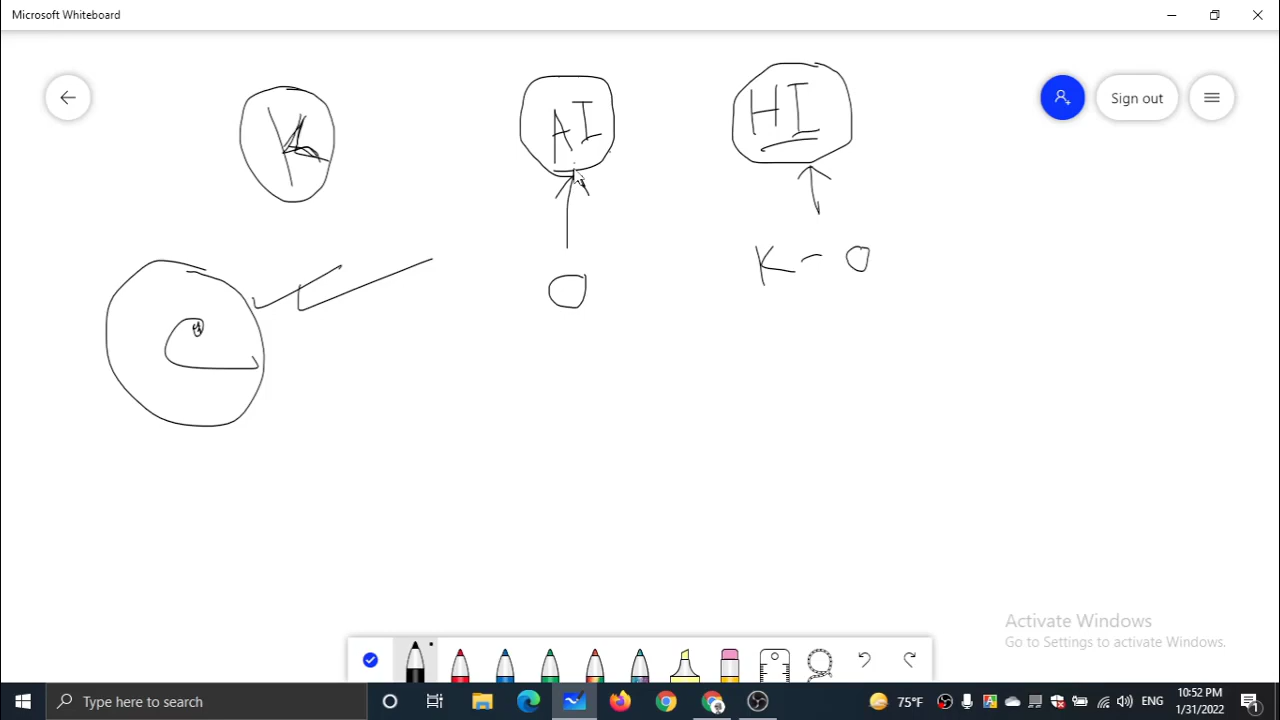 Microsoft Whiteboard
Sign out
K
AI
HI
K - O
O
Activate Windows
Go to Settings to activate Windows.
Type here to search
75°F
ENG
10:52 PM
1/31/2022
1